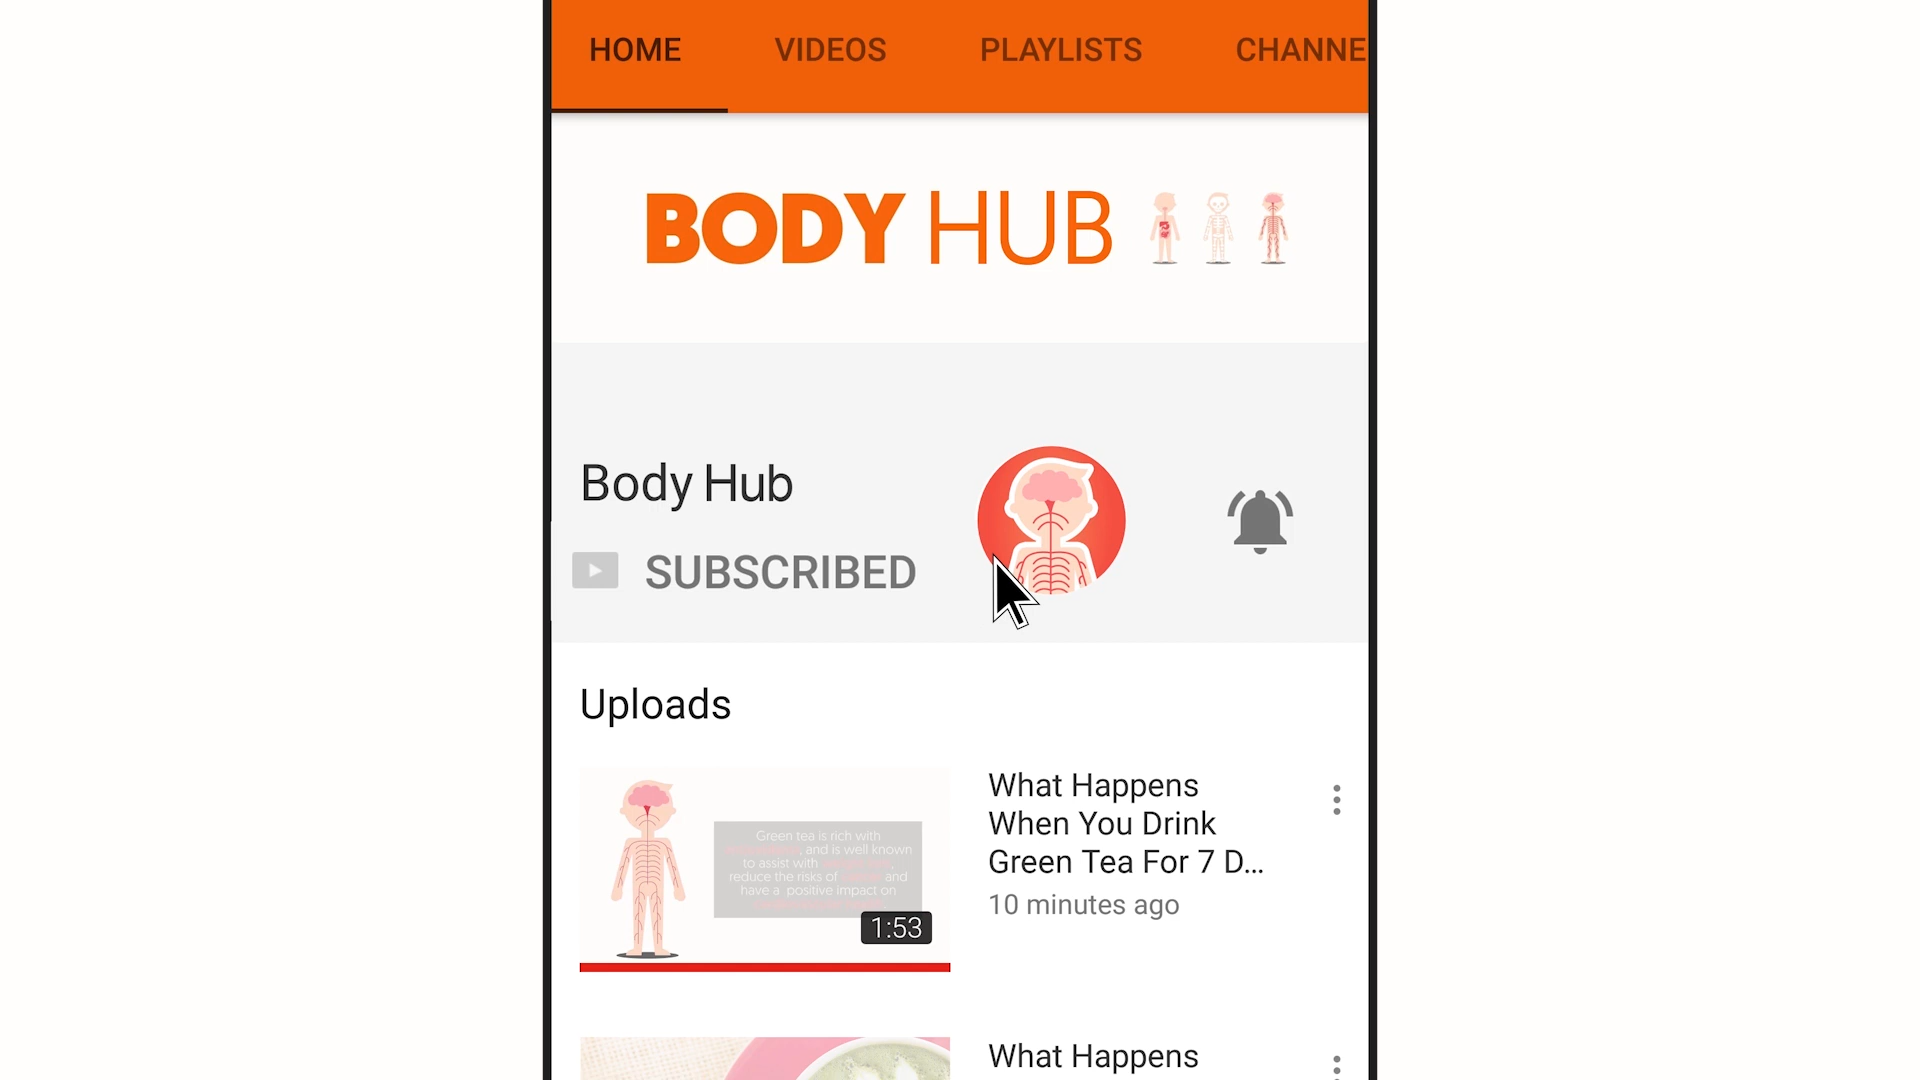 HOME VIDEOS PLAYLISTS CHANNE
BODY HUB
Body Hub
SUBSCRIBED
Uploads
What Happens
When You Drink
Green Tea For 7 D...
10 minutes ago
Green tea is rich with
, and is well known
to assist with
reduce the risks of and
have a positive impact on
1:53
What Happens